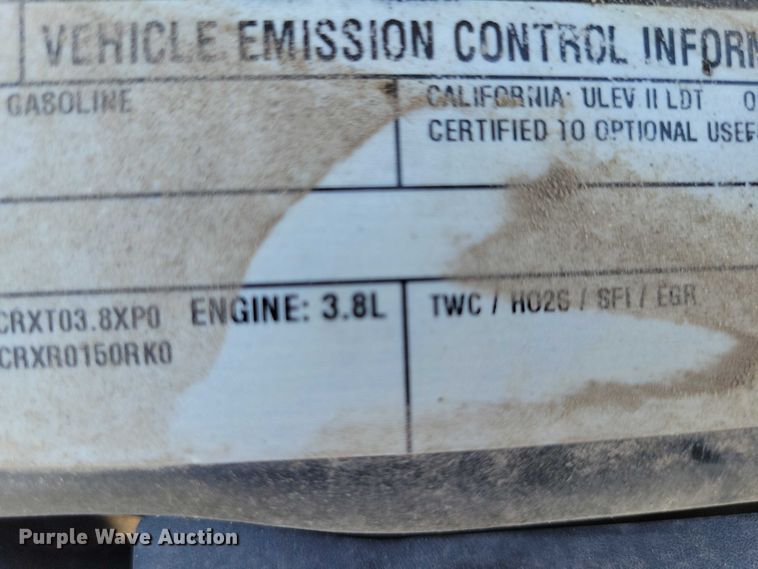 VEHICLE EMISSION CONTROL INFORM
GASOLINE
CALIFORNIA: ULEV II LDT O
CERTIFIED TO OPTIONAL USEF
CRXT03.8XP0 ENGINE: 3.8L
TWC / HO2S / SFI / EGR
CRXR0150RK0
Purple Wave Auction